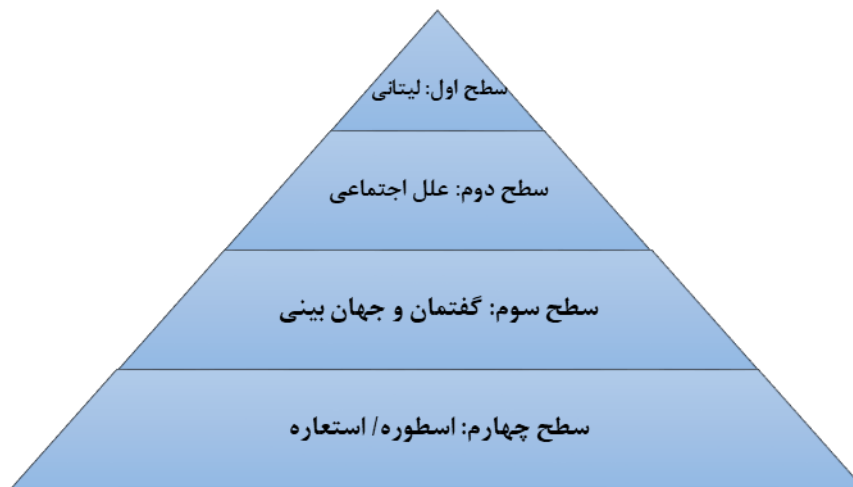 سطح اول: لیتانی
سطح دوم: علل اجتماعی
سطح سوم: گفتمان و جهان بینی
سطح چهارم: اسطوره/ استعاره